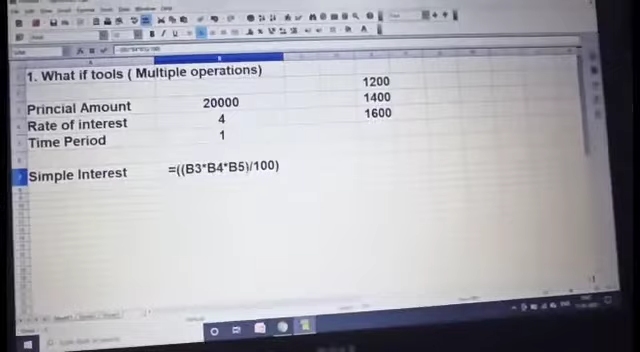 1. What if tools ( Multiple operations)
1200
Princial Amount 20000 1400
Rate of interest 4 1600
Time Period 1
Simple Interest =((B3*B4*B5)/100)